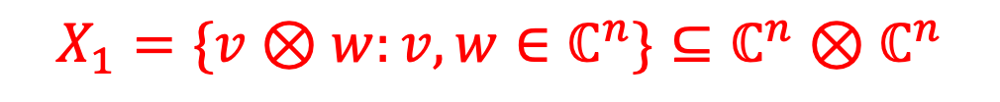 X₁ = {v ⊗ w: v, w ∈ ℂⁿ} ⊆ ℂⁿ ⊗ ℂⁿ